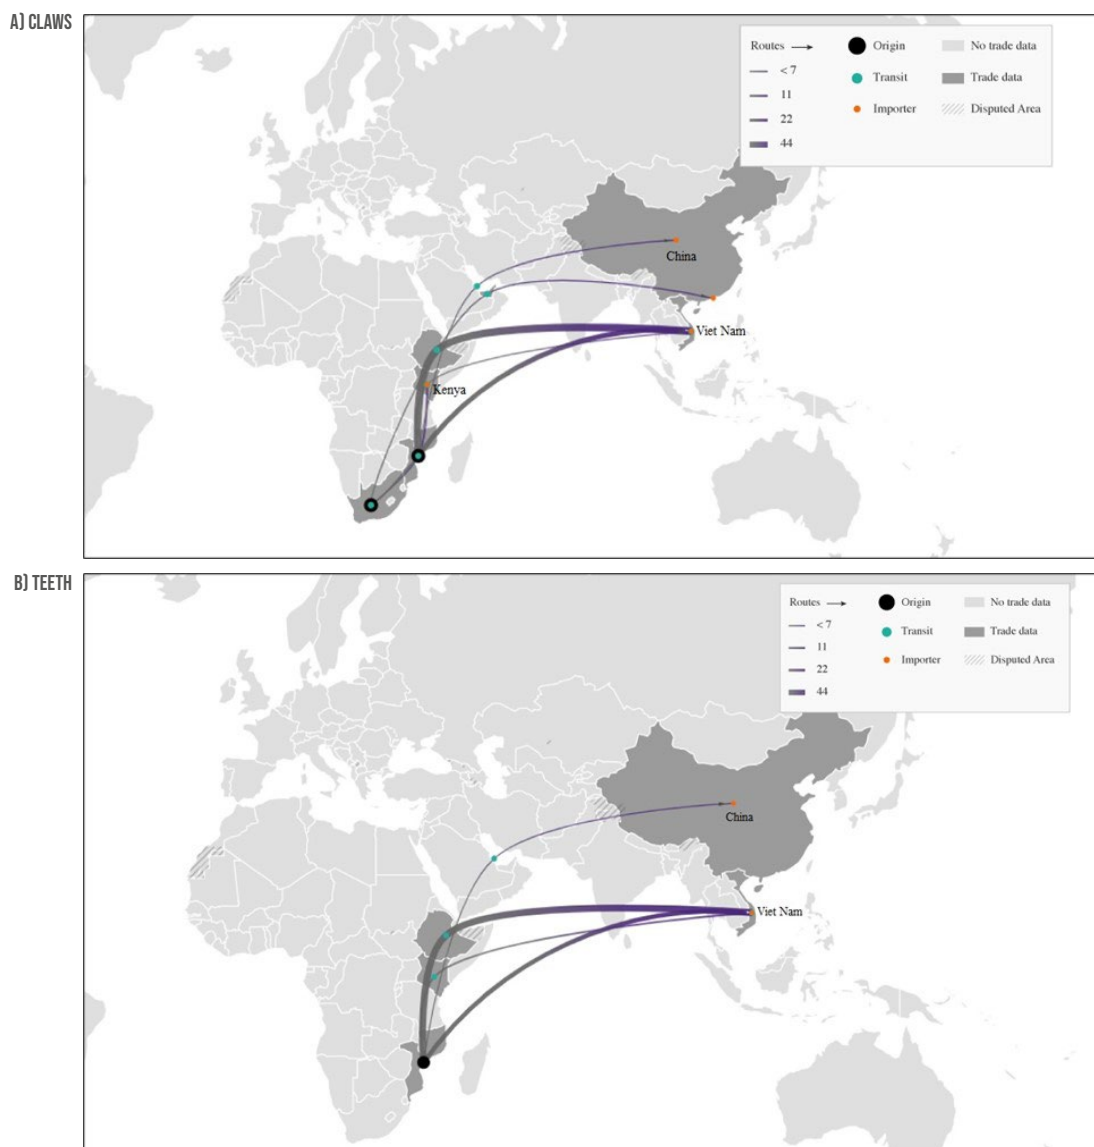 A) CLAWS
Routes
< 7
11
22
44
Origin
Transit
Importer
No trade data
Trade data
Disputed Area
China
Viet Nam
Kenya
B) TEETH
Routes
< 7
11
22
44
Origin
Transit
Importer
No trade data
Trade data
Disputed Area
China
Viet Nam